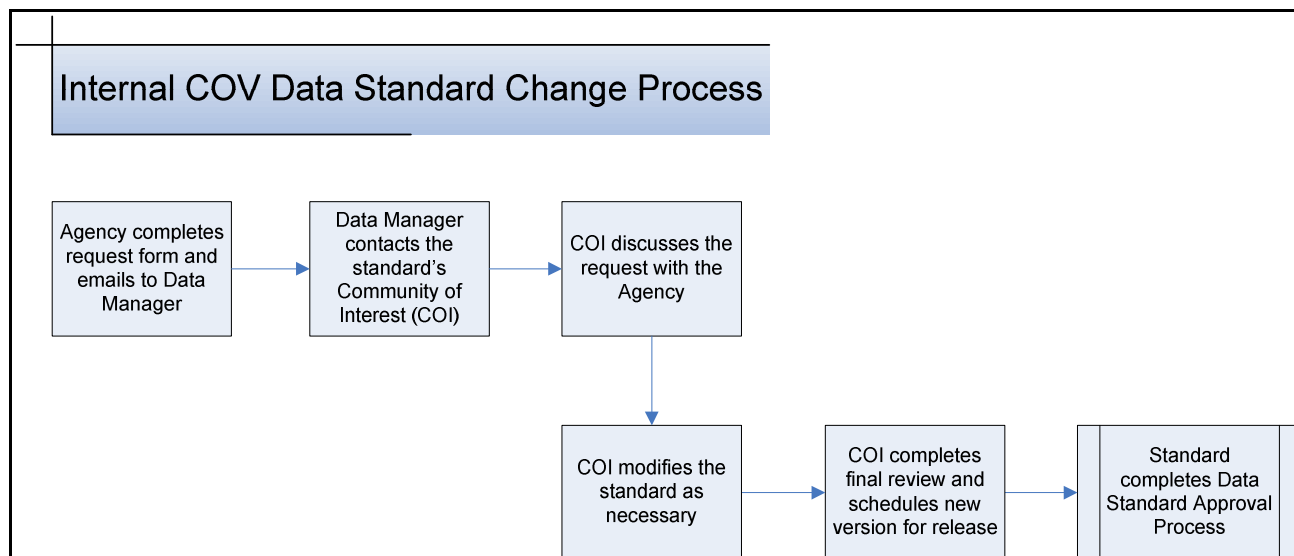 Internal COV Data Standard Change Process
Agency completes
request form and
emails to Data
Manager
Data Manager
contacts the
standard’s
Community of
Interest (COI)
COI discusses the
request with the
Agency
COI modifies the
standard as
necessary
COI completes
final review and
schedules new
version for release
Standard
completes Data
Standard Approval
Process